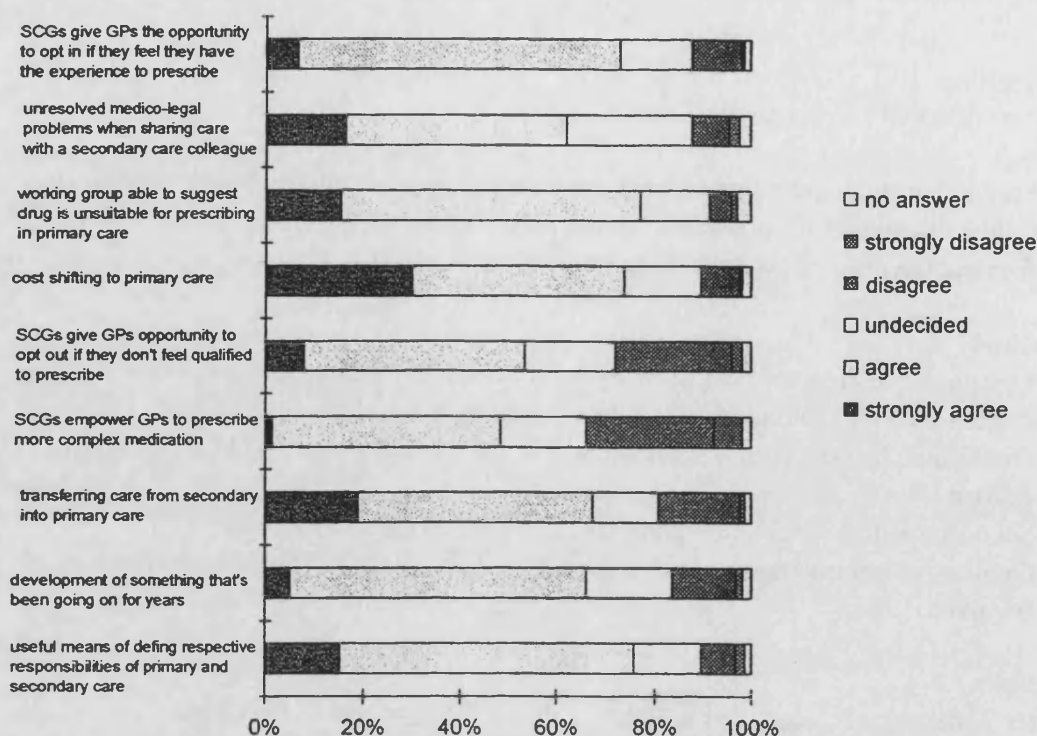 SCGs give GPs the opportunity
to opt in if they feel they have
the experience to prescribe
unresolved medico-legal
problems when sharing care
with a secondary care colleague
working group able to suggest
drug is unsuitable for prescribing
in primary care
cost shifting to primary care
SCGs give GPs opportunity to
opt out if they don't feel qualified
to prescribe
SCGs empower GPs to prescribe
more complex medication
transferring care from secondary
into primary care
development of something that's
been going on for years
useful means of defing respective
responsibilities of primary and
secondary care
0% 20% 40% 60% 80% 100%
no answer
strongly disagree
disagree
undecided
agree
strongly agree